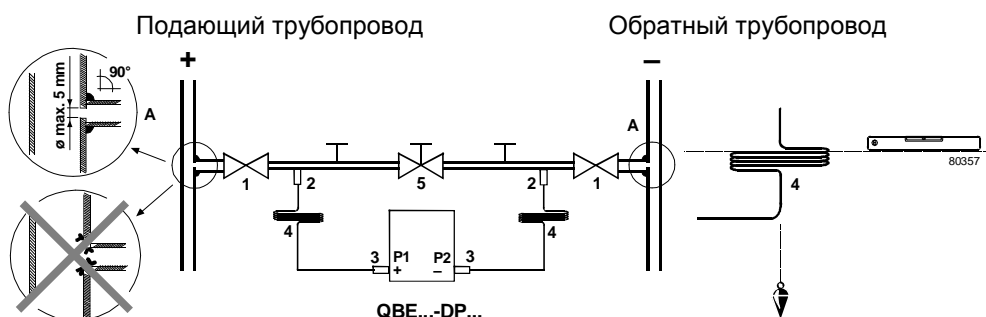 Подающий трубопровод
Обратный трубопровод
+
–
90°
ø max. 5 mm
A
A
1
2
5
2
1
4
4
3
P1
+
P2
–
3
QBE...-DP...
4
80357